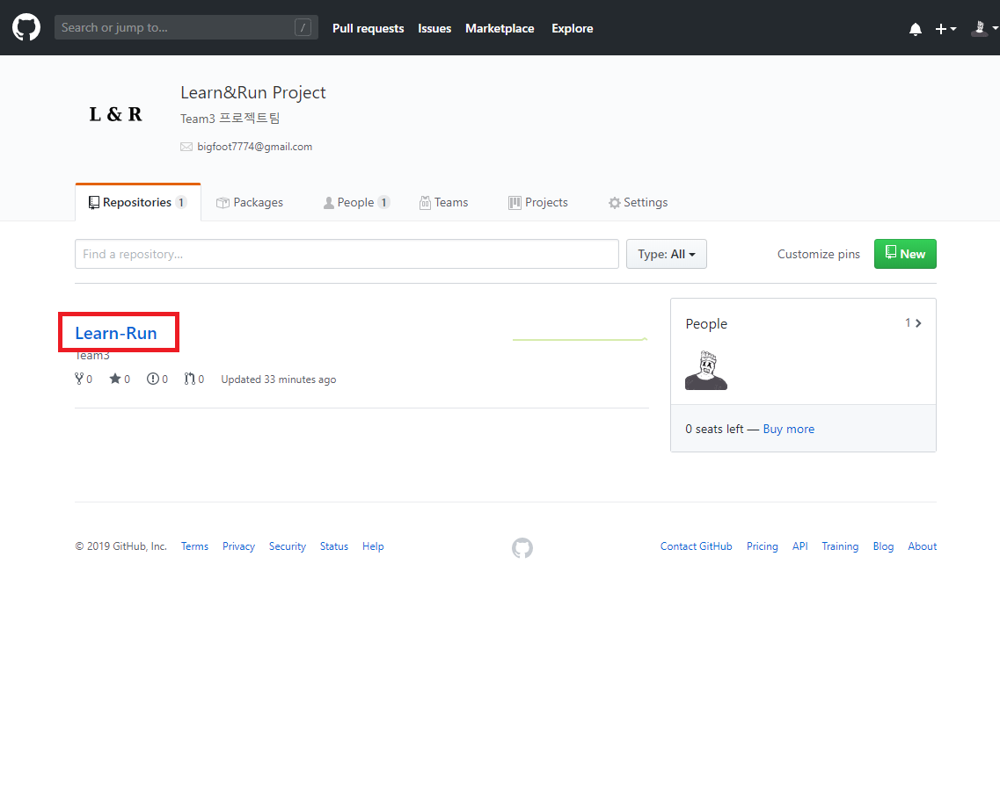 Search or jump to... / Pull requests Issues Marketplace Explore
Learn&Run Project
L & R
Team3 프로젝트팀
bigfoot7774@gmail.com
Repositories 1 Packages People 1 Teams Projects Settings
Find a repository... Type: All Customize pins New
Learn-Run
Team3
0 0 0 0 Updated 33 minutes ago
People 1
0 seats left — Buy more
© 2019 GitHub, Inc. Terms Privacy Security Status Help Contact GitHub Pricing API Training Blog About